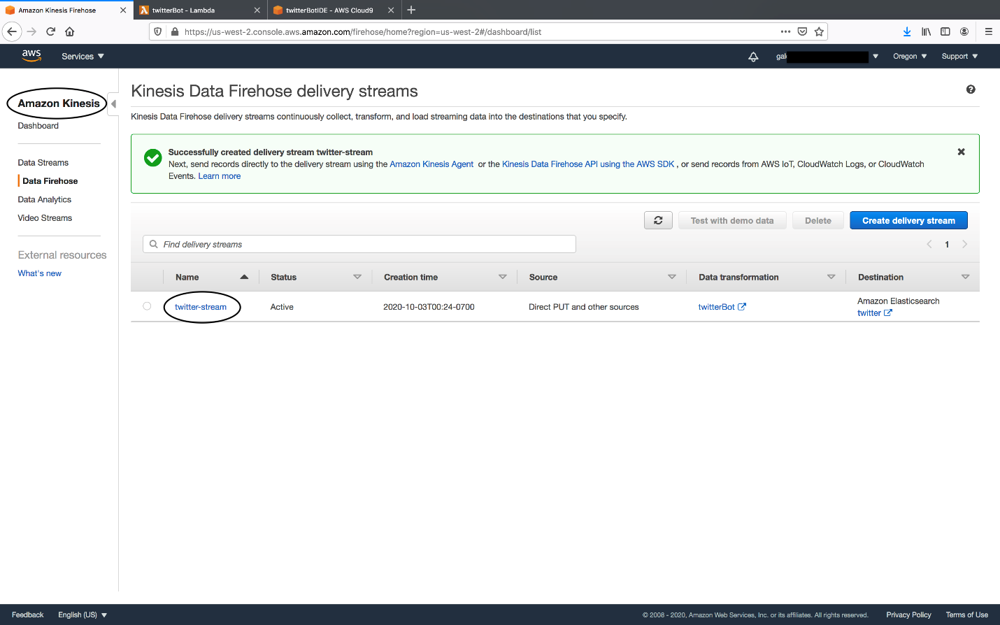 Amazon Kinesis Firehose
twitterBot - Lambda
twitterBotIDE - AWS Cloud9
https://us-west-2.console.aws.amazon.com/firehose/home?region=us-west-2#/dashboard/list
aws
Services
gal
Oregon
Support
Amazon Kinesis
Dashboard
Data Streams
Data Firehose
Data Analytics
Video Streams
External resources
What's new
Kinesis Data Firehose delivery streams
Kinesis Data Firehose delivery streams continuously collect, transform, and load streaming data into the destinations that you specify.
Successfully created delivery stream twitter-stream
Next, send records directly to the delivery stream using the Amazon Kinesis Agent or the Kinesis Data Firehose API using the AWS SDK , or send records from AWS IoT, CloudWatch Logs, or CloudWatch
Events. Learn more
Test with demo data
Delete
Create delivery stream
Find delivery streams
1
Name Status Creation time Source Data transformation Destination
twitter-stream Active 2020-10-03T00:24-0700 Direct PUT and other sources twitterBot Amazon Elasticsearch
twitter
Feedback
English (US)
© 2008 - 2020, Amazon Web Services, Inc. or its affiliates. All rights reserved.
Privacy Policy
Terms of Use